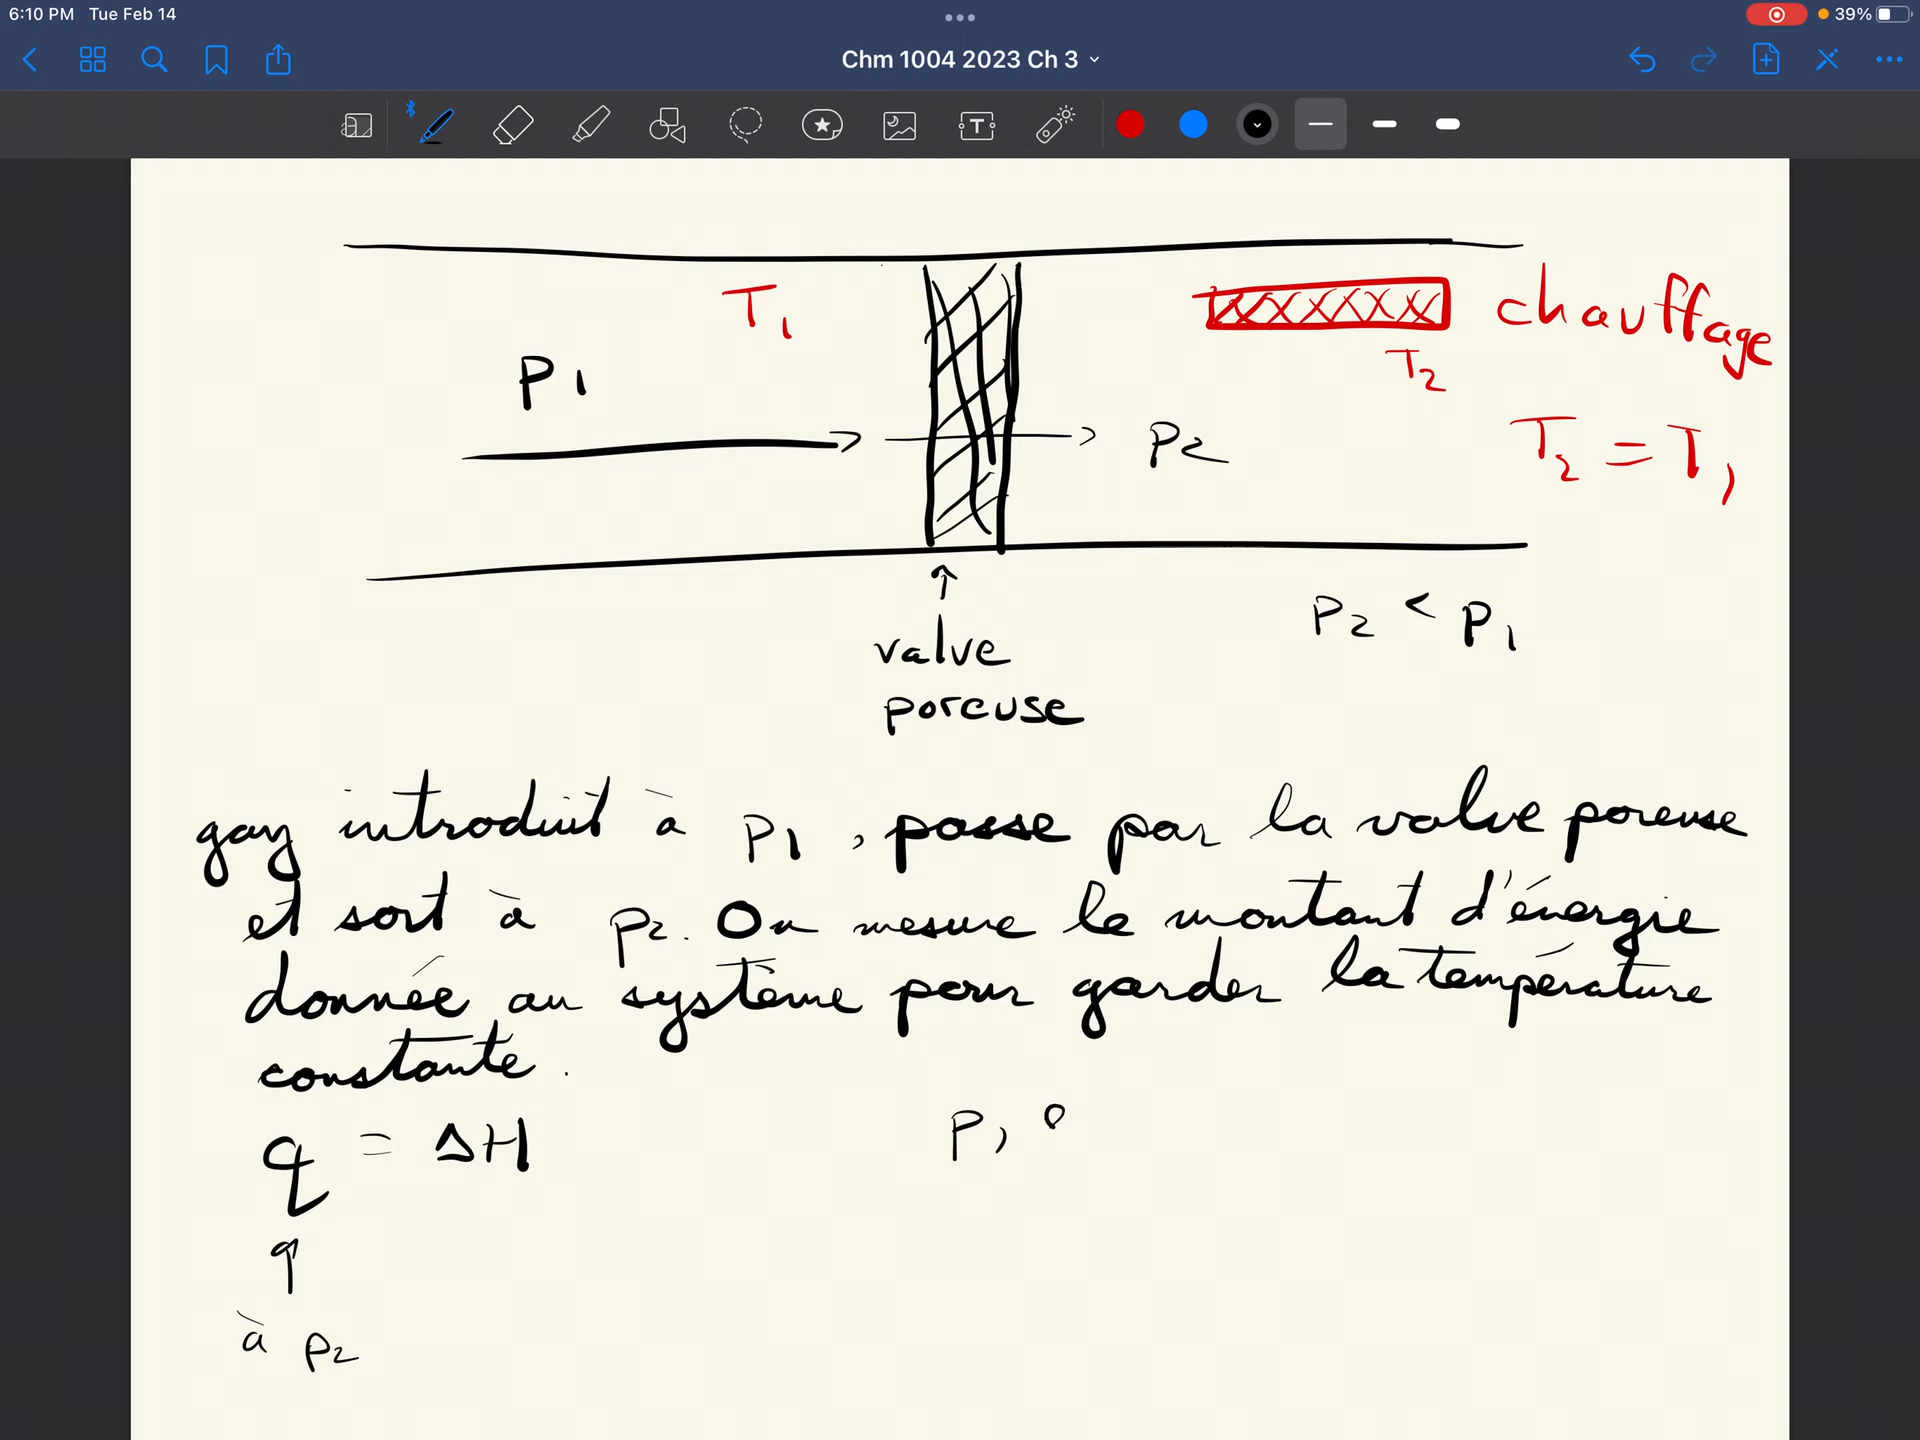 6:10 PM Tue Feb 14
39%
Chm 1004 2023 Ch 3
T1
chauffage
P1
T2
P2
T2 = T1
P2 < P1
valve
poreuse
gaz introduit à P1, passe par la valve poreuse
et sort à P2. On mesure le montant d'énergie
donnée au système pour garder la température
constante.
q = ΔH
P,
à P2